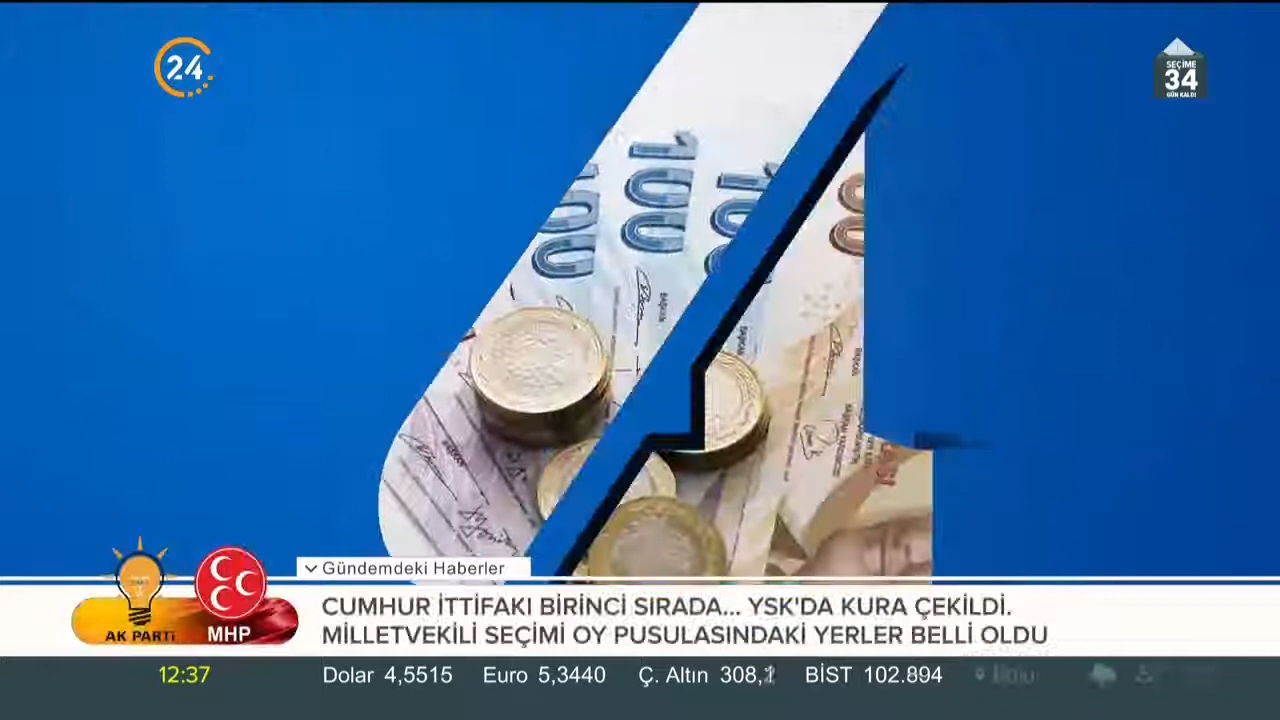 24
SEÇİME
34
GÜN KALDI
100
100
Gündemdeki Haberler
AK PARTİ
MHP
CUMHUR İTTİFAKI BİRİNCİ SIRADA... YSK'DA KURA ÇEKİLDİ.
MİLLETVEKİLİ SEÇİMİ OY PUSULASINDAKİ YERLER BELLİ OLDU
12:37 Dolar 4,5515 Euro 5,3440 Ç. Altın 308, BİST 102.894